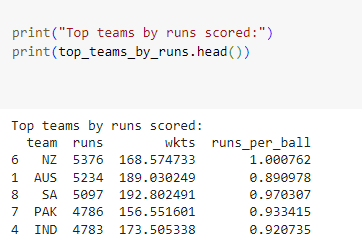 print("Top teams by runs scored:")
print(top_teams_by_runs.head())
Top teams by runs scored:
team runs wkts runs_per_ball
6 NZ 5376 168.574733 1.000762
1 AUS 5234 189.030249 0.890978
8 SA 5097 192.802491 0.970307
7 PAK 4786 156.551601 0.933415
4 IND 4783 173.505338 0.920735